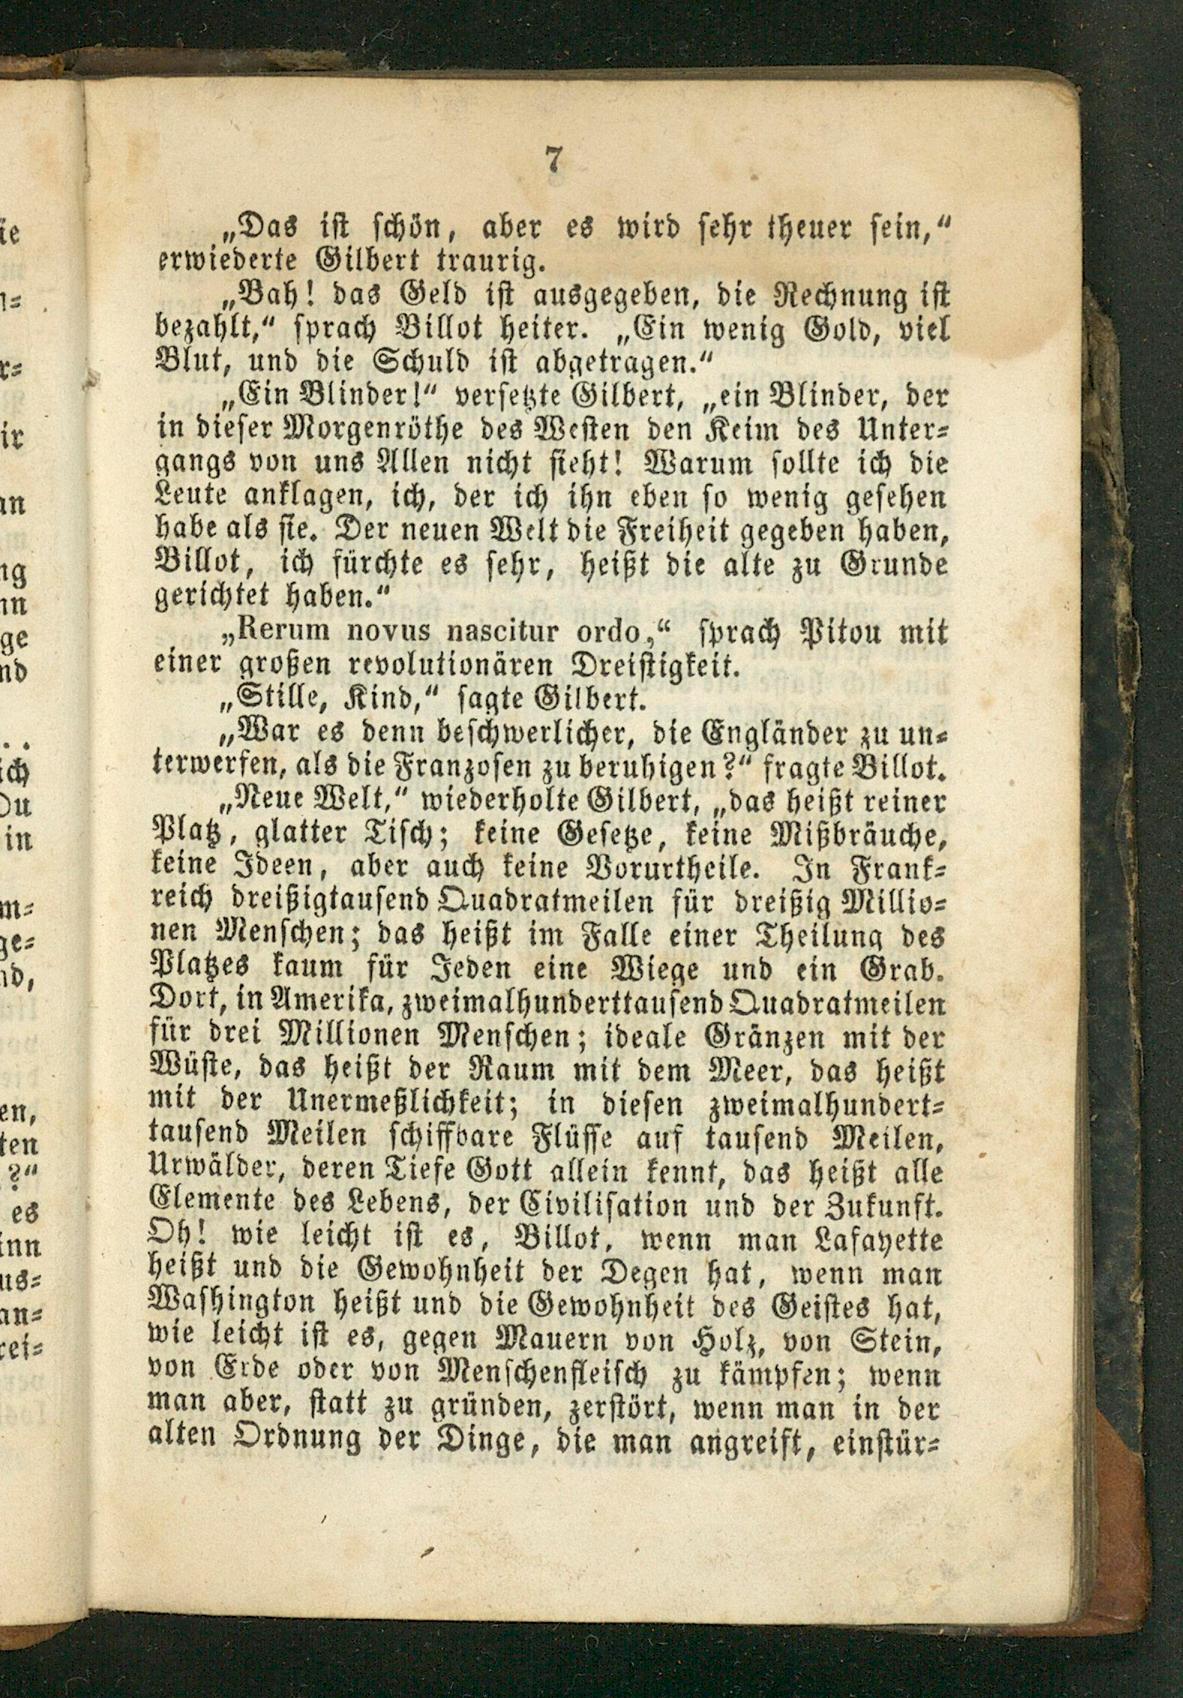 7
„Das ist schön, aber es wird sehr theuer sein,“
erwiederte Gilbert traurig.
„Bah! das Geld ist ausgegeben, die Rechnung ist
bezahlt,“ sprach Billot heiter. „Ein wenig Gold, viel
Blut, und die Schuld ist abgetragen.“
„Ein Blinder!“ versetzte Gilbert, „ein Blinder, der
in dieser Morgenröthe des Westen den Keim des Unter-
gangs von uns Allen nicht sieht! Warum sollte ich die
Leute anklagen, ich, der ich ihn eben so wenig gesehen
habe als sie. Der neuen Welt die Freiheit gegeben haben,
Billot, ich fürchte es sehr, heißt die alte zu Grunde
gerichtet haben.“
„Rerum novus nascitur ordo,“ sprach Pitou mit
einer großen revolutionären Dreistigkeit.
„Stille, Kind,“ sagte Gilbert.
„War es denn beschwerlicher, die Engländer zu un-
terwerfen, als die Franzosen zu beruhigen?“ fragte Billot.
„Neue Welt,“ wiederholte Gilbert, „das heißt reiner
Platz, glatter Tisch; keine Gesetze, keine Mißbräuche,
keine Ideen, aber auch keine Vorurtheile. In Frank-
reich dreißigtausend Quadratmeilen für dreißig Millio-
nen Menschen; das heißt im Falle einer Theilung des
Platzes kaum für Jeden eine Wiege und ein Grab.
Dort, in Amerika, zweimalhunderttausend Quadratmeilen
für drei Millionen Menschen; ideale Gränzen mit der
Wüste, das heißt der Raum mit dem Meer, das heißt
mit der Unermeßlichkeit; in diesen zweimalhundert-
tausend Meilen schiffbare Flüsse auf tausend Meilen,
Urwälder, deren Tiefe Gott allein kennt, das heißt alle
Elemente des Lebens, der Civilisation und der Zukunft.
Oh! wie leicht ist es, Billot, wenn man Lafayette
heißt und die Gewohnheit der Degen hat, wenn man
Washington heißt und die Gewohnheit des Geistes hat,
wie leicht ist es, gegen Mauern von Holz, von Stein,
von Erde oder von Menschenfleisch zu kämpfen; wenn
man aber, statt zu gründen, zerstört, wenn man in der
alten Ordnung der Dinge, die man angreift, einstür-